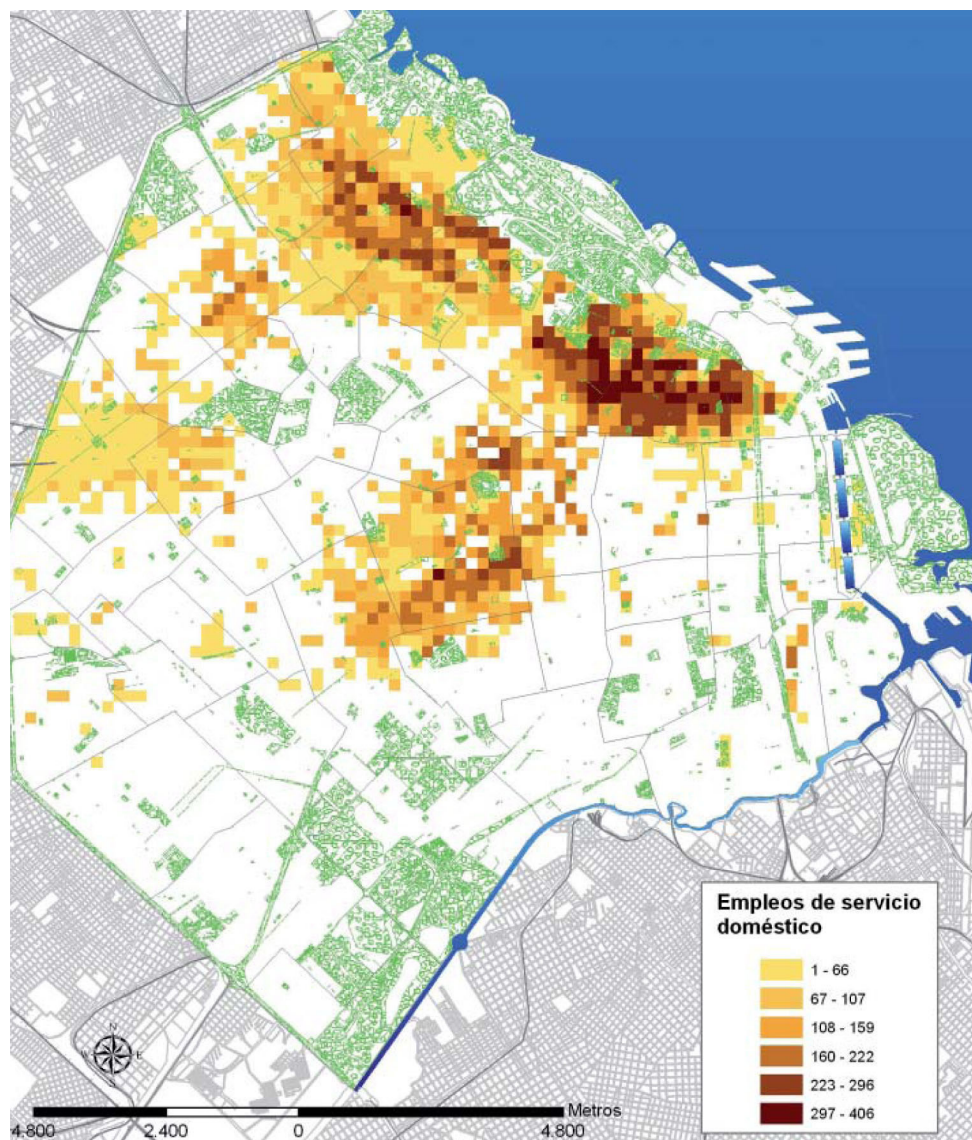 Empleos de servicio
doméstico
1 - 66
67 - 107
108 - 159
160 - 222
223 - 296
297 - 406
N
W
E
S
Metros
4.800
2.400
0
4.800